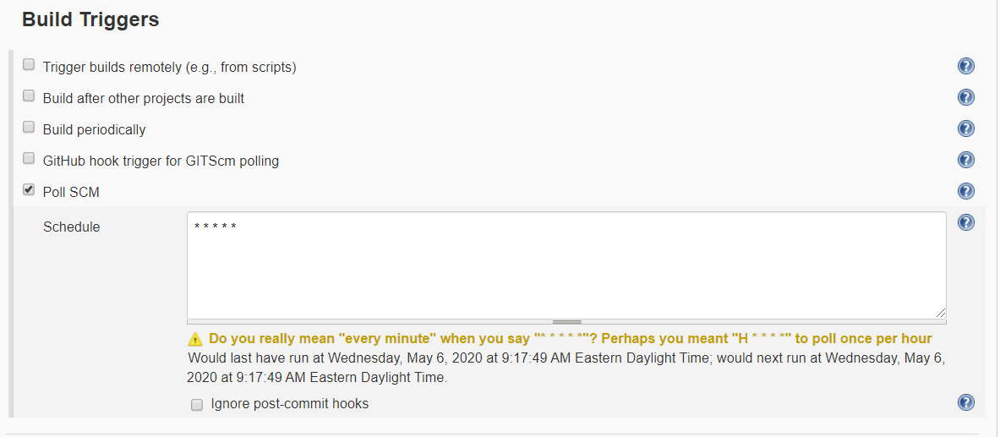 Build Triggers
Trigger builds remotely (e.g., from scripts)
Build after other projects are built
Build periodically
GitHub hook trigger for GITScm polling
Poll SCM
Schedule
* * * * *
Do you really mean "every minute" when you say "* * * * *"? Perhaps you meant "H * * * *" to poll once per hour
Would last have run at Wednesday, May 6, 2020 at 9:17:49 AM Eastern Daylight Time; would next run at Wednesday, May 6,
2020 at 9:17:49 AM Eastern Daylight Time.
Ignore post-commit hooks